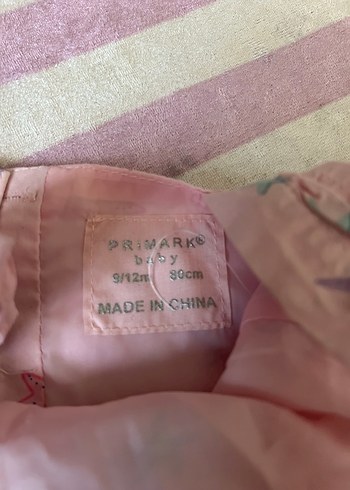 PRIMARK®
baby
9/12m 80cm
MADE IN CHINA